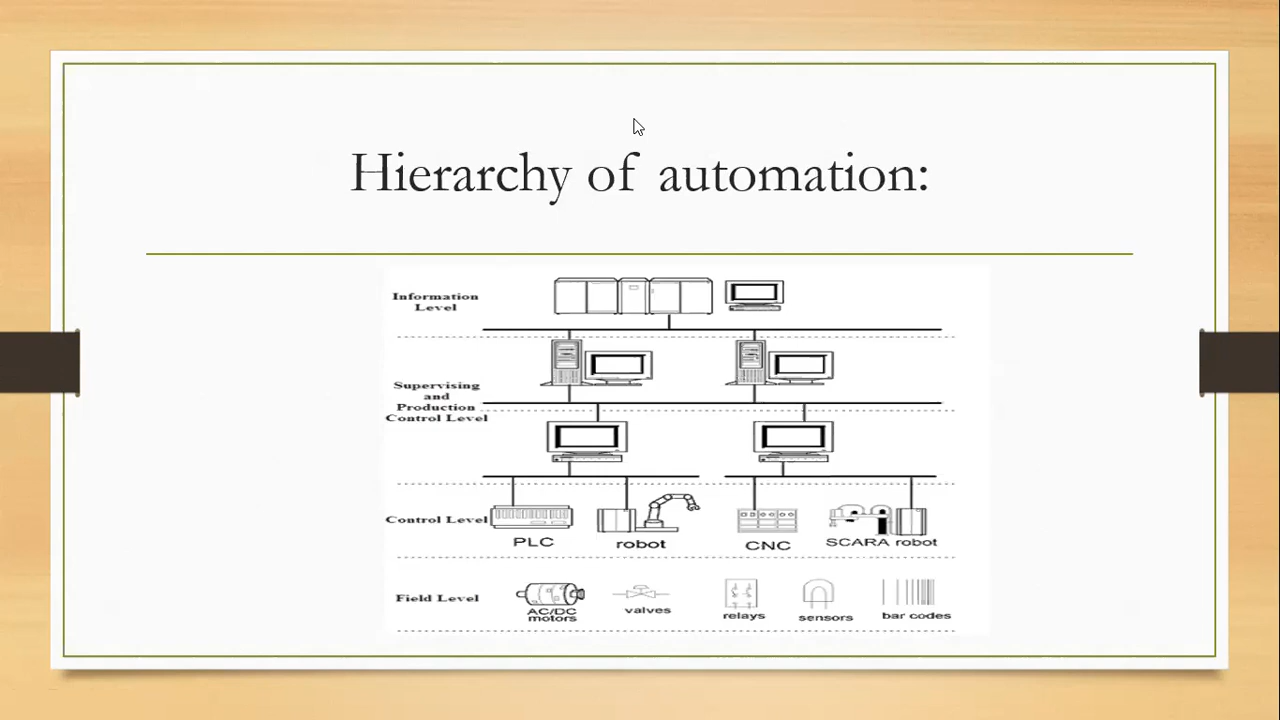 Hierarchy of automation:
Information
Level
Supervising
and
Production
Control Level
Control Level
PLC
robot
CNC
SCARA robot
Field Level
AC/DC
motors
valves
relays
sensors
bar codes